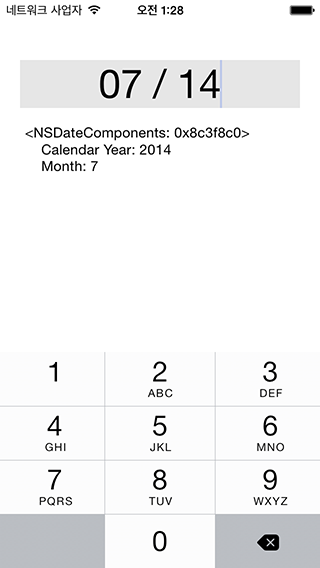 네트워크 사업자 오전 1:28
07 / 14
<NSDateComponents: 0x8c3f8c0>
Calendar Year: 2014
Month: 7
1 2 3
ABC DEF
4 5 6
GHI JKL MNO
7 8 9
PQRS TUV WXYZ
0